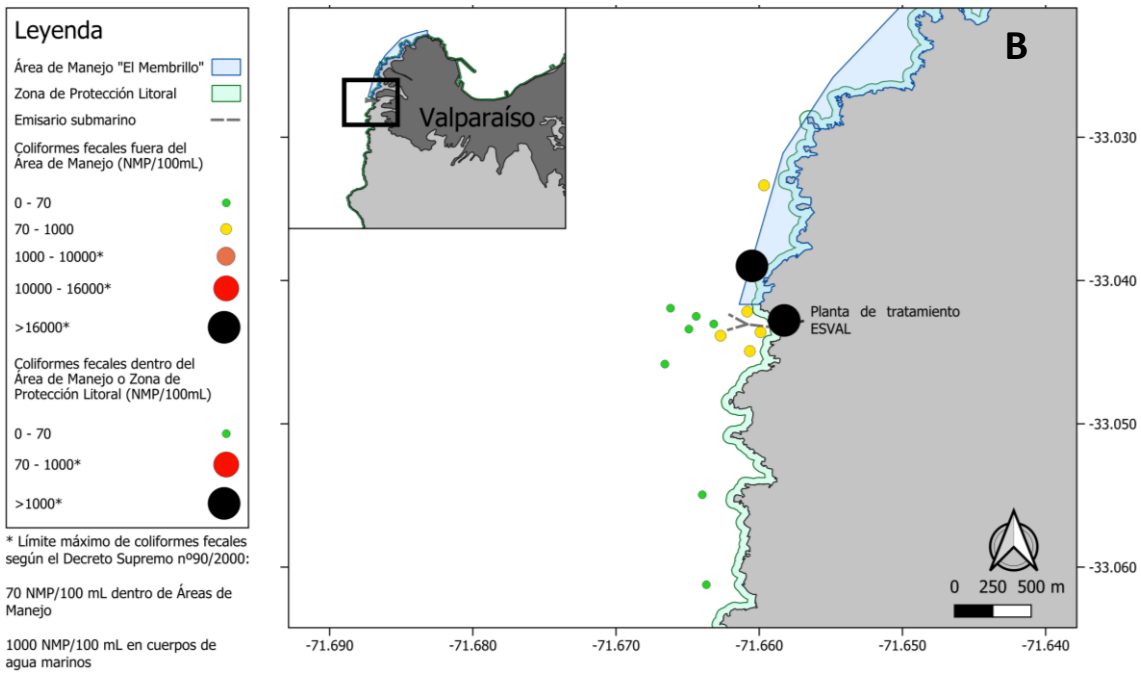 Leyenda
Área de Manejo "El Membrillo"
Zona de Protección Litoral
Emisario submarino
Coliformes fecales fuera del
Área de Manejo (NMP/100mL)
0 - 70
70 - 1000
1000 - 10000*
10000 - 16000*
>16000*
Coliformes fecales dentro del
Área de Manejo o Zona de
Protección Litoral (NMP/100mL)
0 - 70
70 - 1000*
>1000*
* Límite máximo de coliformes fecales
según el Decreto Supremo nº90/2000:
70 NMP/100 mL dentro de Áreas de
Manejo
1000 NMP/100 mL en cuerpos de
agua marinos
Valparaíso
B
Planta de tratamiento
ESVAL
-33.030
-33.040
-33.050
-33.060
0 250 500 m
-71.690 -71.680 -71.670 -71.660 -71.650 -71.640